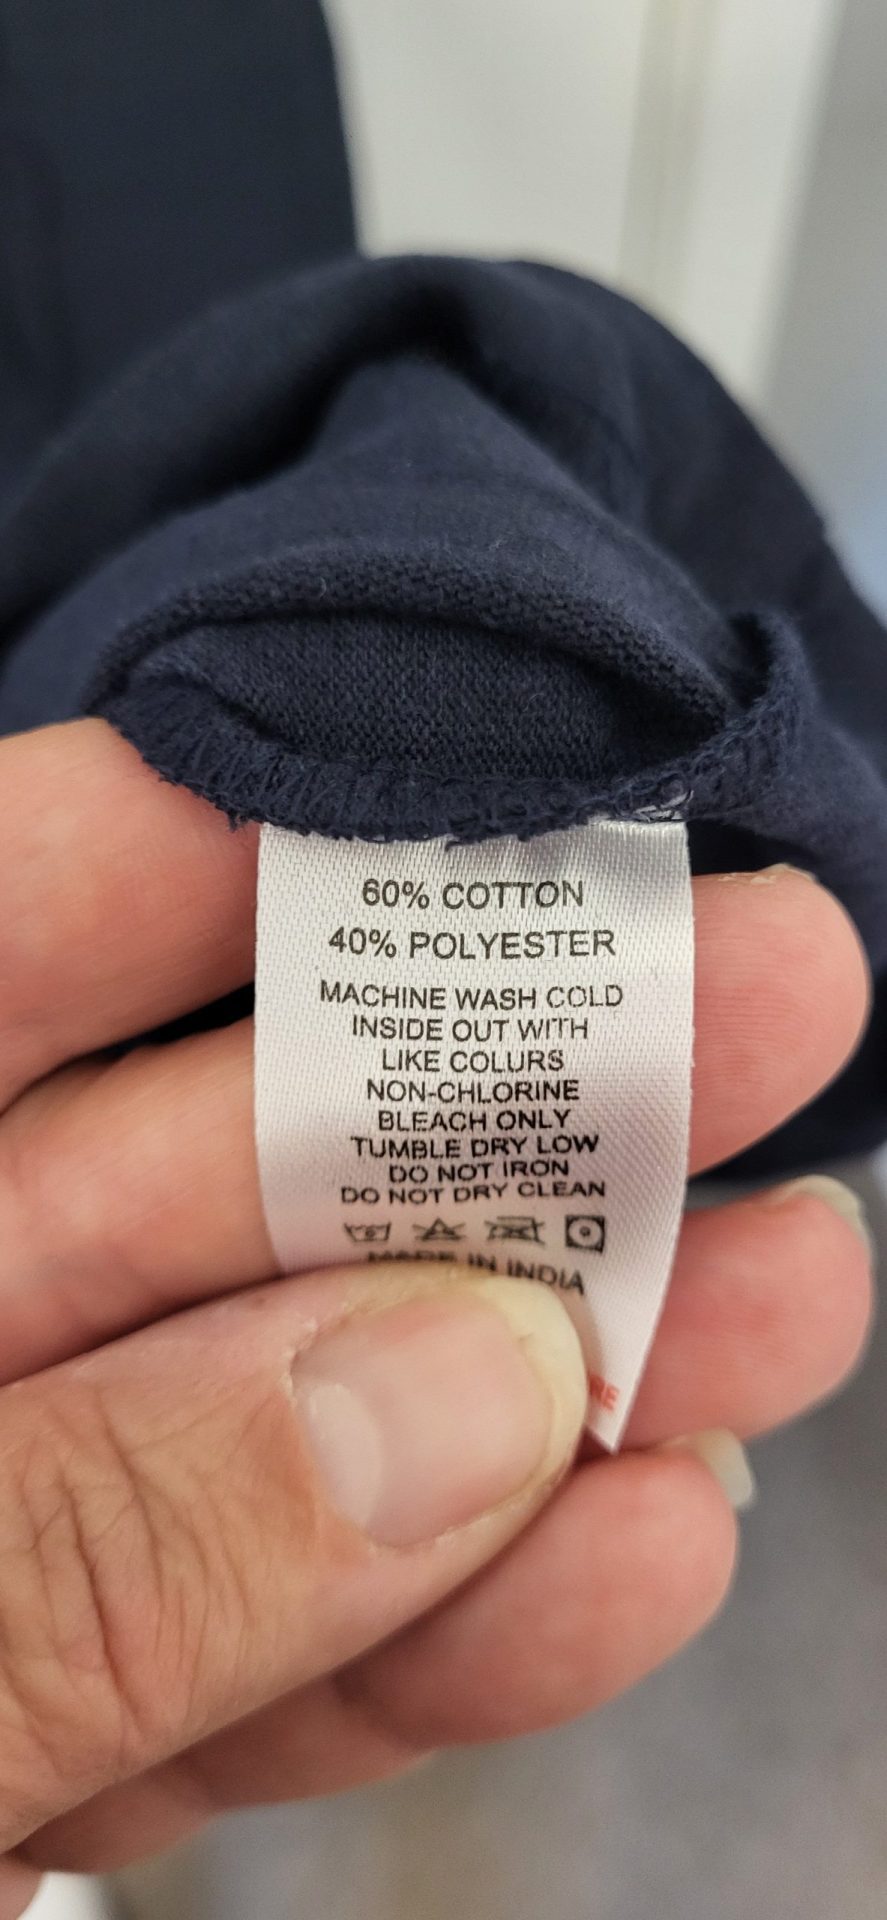 60% COTTON
40% POLYESTER
MACHINE WASH COLD
INSIDE OUT WITH
LIKE COLURS
NON-CHLORINE
BLEACH ONLY
TUMBLE DRY LOW
DO NOT IRON
DO NOT DRY CLEAN
MADE IN INDIA